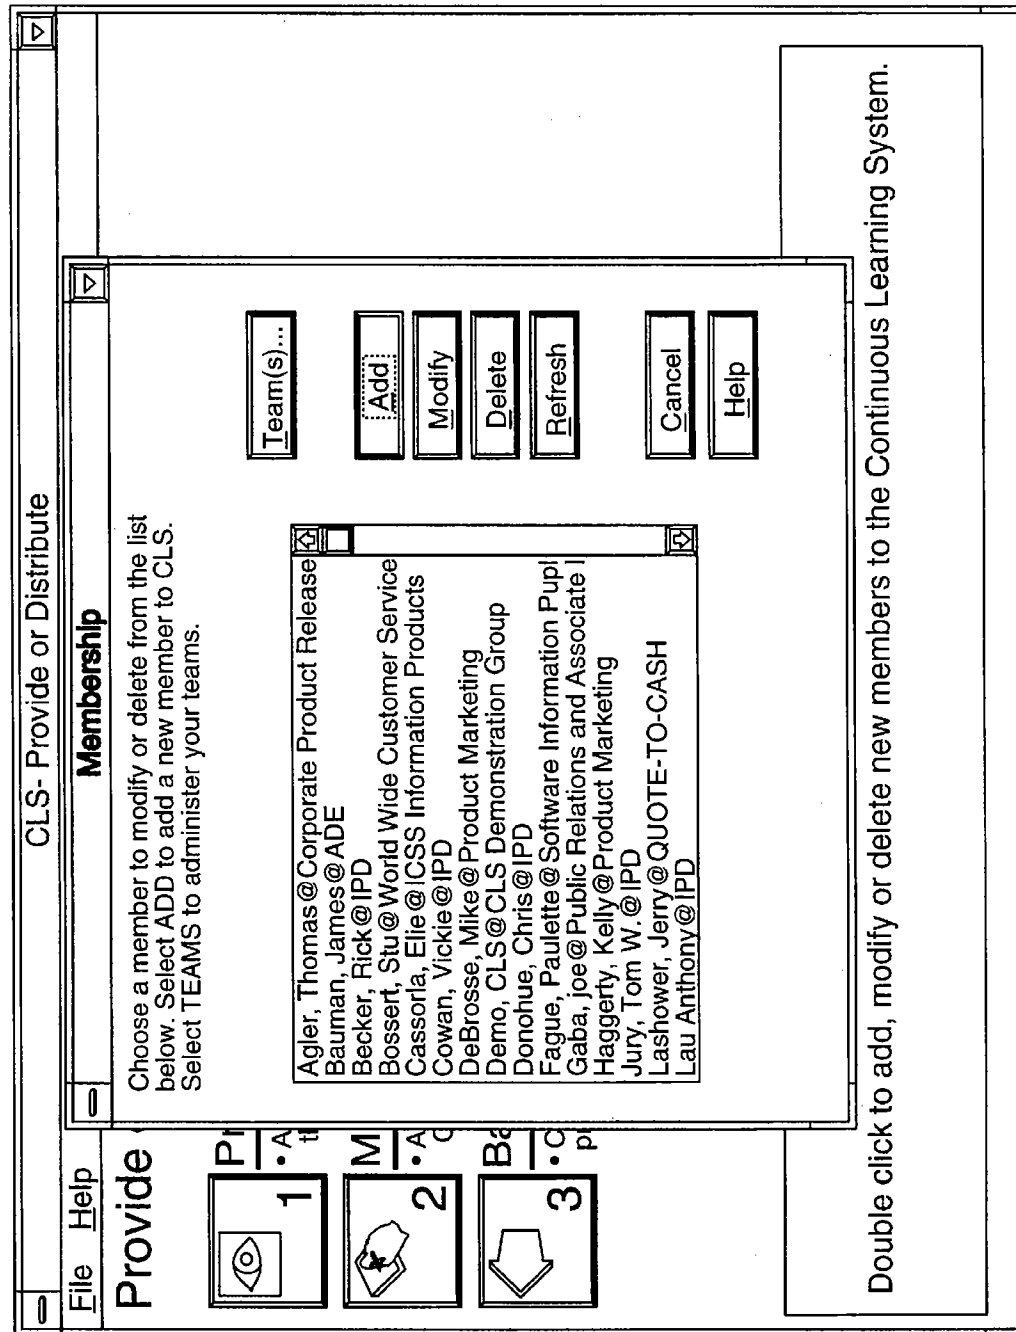 CLS- Provide or Distribute
File Help
Provide
1
Pr
• A
tl
2
M
• A
3
Ba
• C
pr
Membership
Choose a member to modify or delete from the list
below. Select ADD to add a new member to CLS.
Select TEAMS to administer your teams.
Agler, Thomas@Corporate Product Release
Bauman, James@ADE
Becker, Rick@IPD
Bossert, Stu@World Wide Customer Service
Cassorla, Elie@ICSS Information Products
Cowan, Vickie@IPD
DeBrosse, Mike@Product Marketing
Demo, CLS@CLS Demonstration Group
Donohue, Chris@IPD
Fague, Paulette@Software Information Pupl
Gaba, joe@Public Relations and Associate
Haggerty, Kelly@Product Marketing
Jury, Tom W.@IPD
Lashower, Jerry@QUOTE-TO-CASH
Lau Anthony@IPD
Team(s)...
Add
Modify
Delete
Refresh
Cancel
Help
Double click to add, modify or delete new members to the Continuous Learning System.